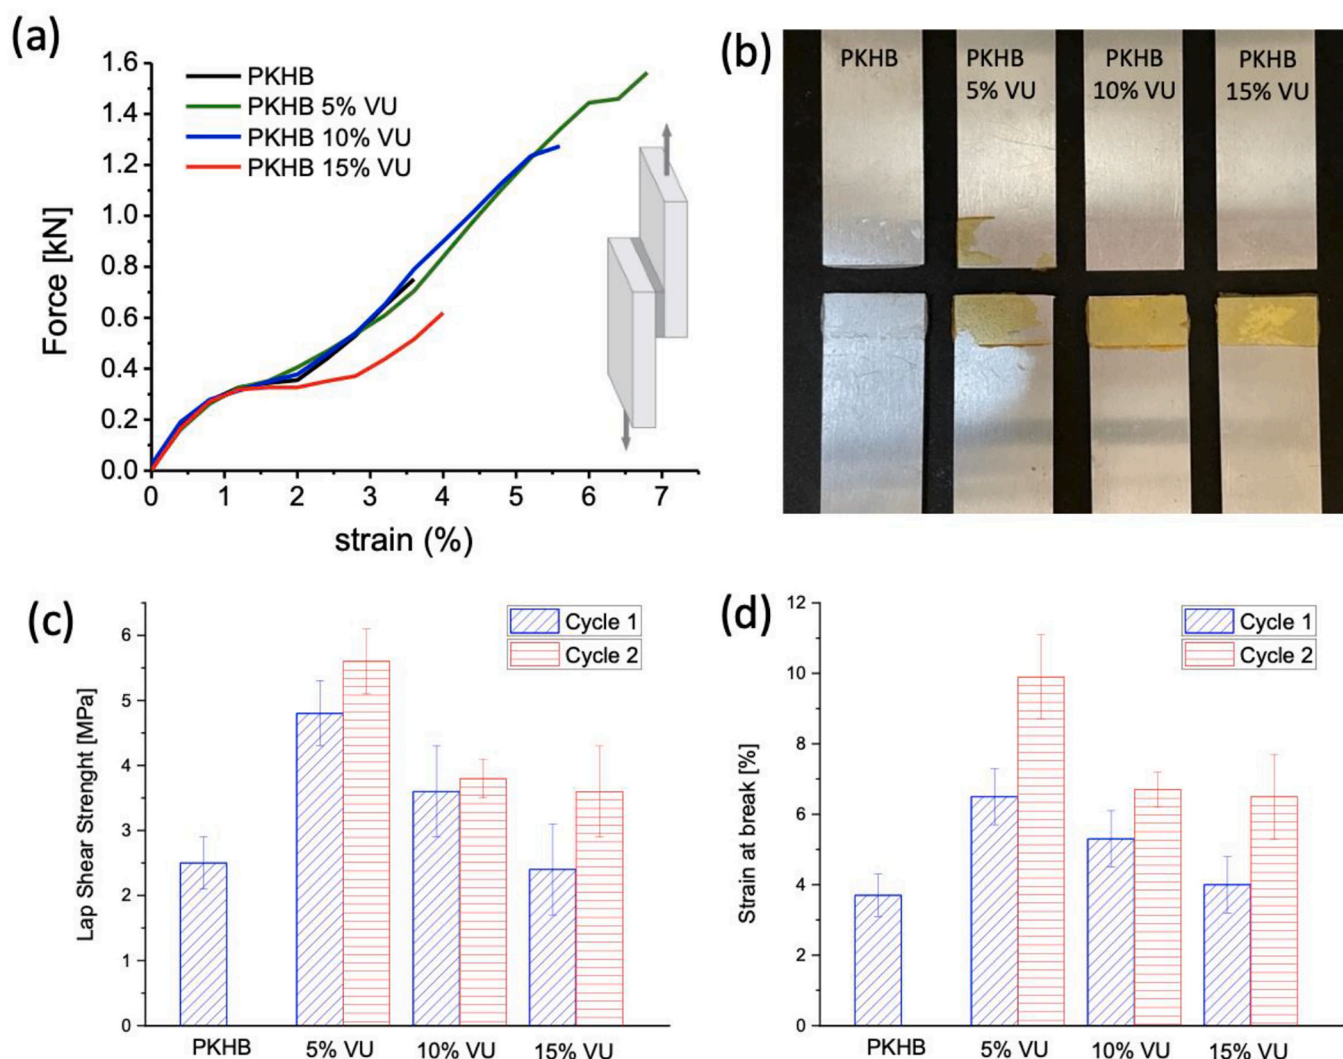 (a)
1.6
1.4
1.2
1.0
0.8
0.6
0.4
0.2
0.0
Force [kN]
PKHB
PKHB 5% VU
PKHB 10% VU
PKHB 15% VU
0 1 2 3 4 5 6 7
strain (%)
(b)
PKHB
PKHB
5% VU
PKHB
10% VU
PKHB
15% VU
(c)
6
5
4
3
2
1
0
Lap Shear Strenght [MPa]
Cycle 1
Cycle 2
PKHB 5% VU 10% VU 15% VU
(d)
12
10
8
6
4
2
0
Strain at break [%]
Cycle 1
Cycle 2
PKHB 5% VU 10% VU 15% VU